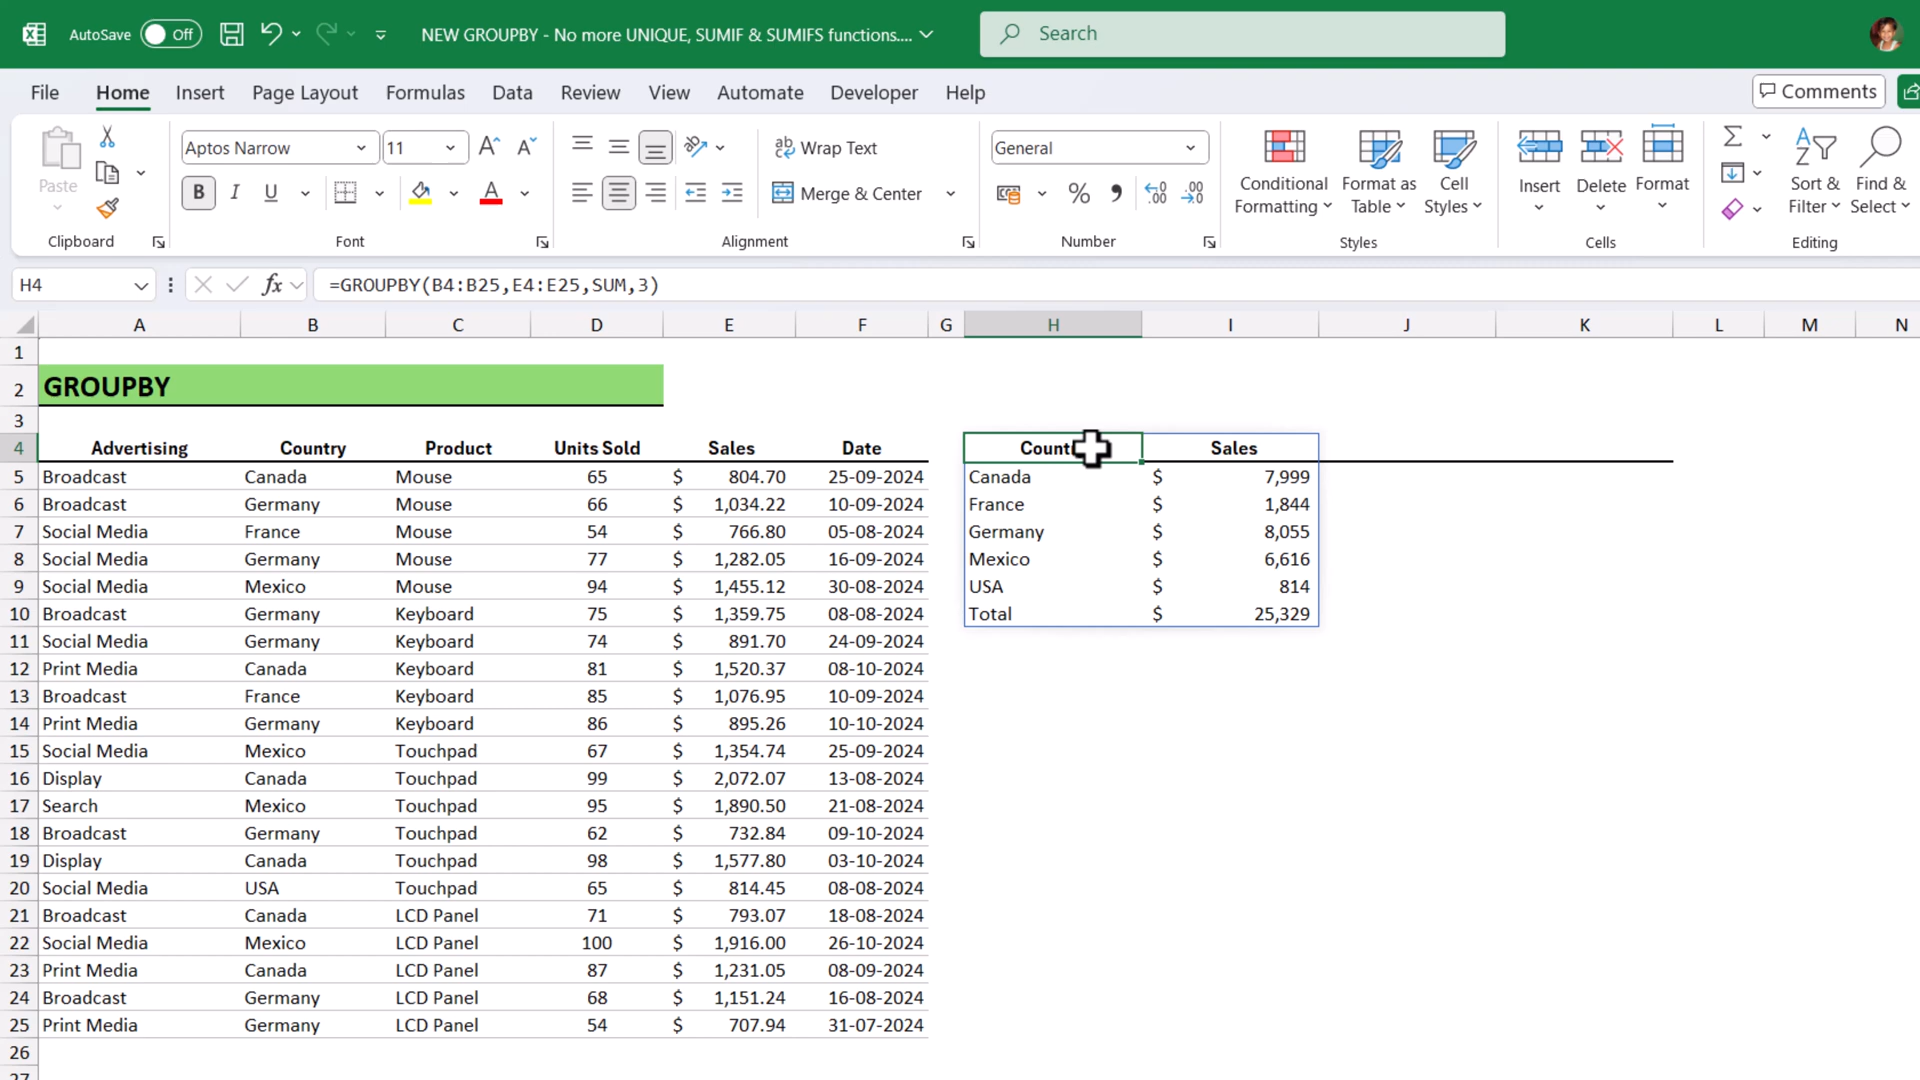 AutoSave Off NEW GROUPBY - No more UNIQUE, SUMIF & SUMIFS functions.... Search
File Home Insert Page Layout Formulas Data Review View Automate Developer Help Comments
Paste Aptos Narrow 11 Wrap Text General Conditional Formatting Format as Table Cell Styles Insert Delete Format Sort & Filter Find & Select
B I U A Merge & Center % , .00
Clipboard Font Alignment Number Styles Cells Editing
H4 fx =GROUPBY(B4:B25,E4:E25,SUM,3)
A B C D E F G H I J K L M N
1
2 GROUPBY
3
4 Advertising Country Product Units Sold Sales Date Count Sales
5 Broadcast Canada Mouse 65 $ 804.70 25-09-2024 Canada $ 7,999
6 Broadcast Germany Mouse 66 $ 1,034.22 10-09-2024 France $ 1,844
7 Social Media France Mouse 54 $ 766.80 05-08-2024 Germany $ 8,055
8 Social Media Germany Mouse 77 $ 1,282.05 16-09-2024 Mexico $ 6,616
9 Social Media Mexico Mouse 94 $ 1,455.12 30-08-2024 USA $ 814
10 Broadcast Germany Keyboard 75 $ 1,359.75 08-08-2024 Total $ 25,329
11 Social Media Germany Keyboard 74 $ 891.70 24-09-2024
12 Print Media Canada Keyboard 81 $ 1,520.37 08-10-2024
13 Broadcast France Keyboard 85 $ 1,076.95 10-09-2024
14 Print Media Germany Keyboard 86 $ 895.26 10-10-2024
15 Social Media Mexico Touchpad 67 $ 1,354.74 25-09-2024
16 Display Canada Touchpad 99 $ 2,072.07 13-08-2024
17 Search Mexico Touchpad 95 $ 1,890.50 21-08-2024
18 Broadcast Germany Touchpad 62 $ 732.84 09-10-2024
19 Display Canada Touchpad 98 $ 1,577.80 03-10-2024
20 Social Media USA Touchpad 65 $ 814.45 08-08-2024
21 Broadcast Canada LCD Panel 71 $ 793.07 18-08-2024
22 Social Media Mexico LCD Panel 100 $ 1,916.00 26-10-2024
23 Print Media Canada LCD Panel 87 $ 1,231.05 08-09-2024
24 Broadcast Germany LCD Panel 68 $ 1,151.24 16-08-2024
25 Print Media Germany LCD Panel 54 $ 707.94 31-07-2024
26
27